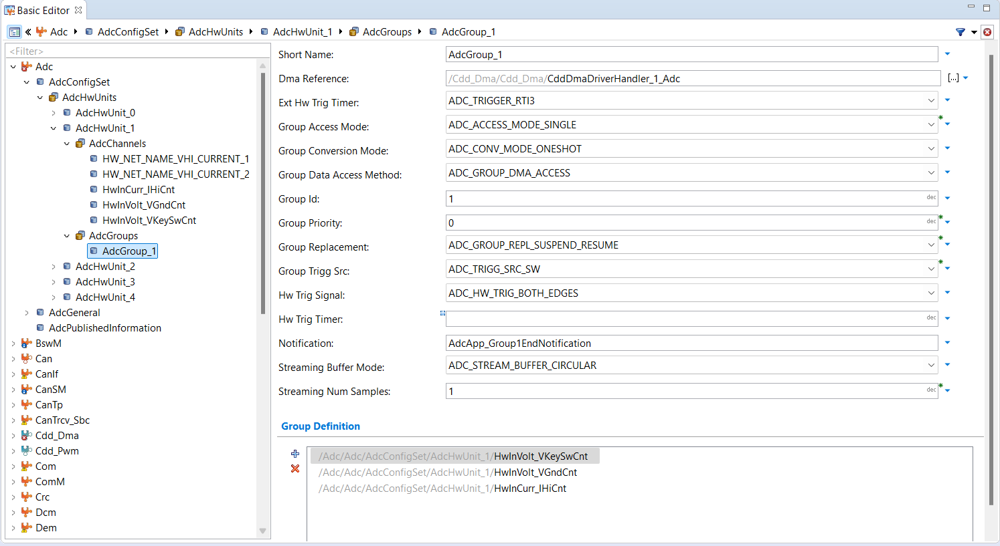 Basic Editor
Adc AdcConfigSet AdcHwUnits AdcHwUnit_1 AdcGroups AdcGroup_1
<Filter>
Adc
AdcConfigSet
AdcHwUnits
AdcHwUnit_0
AdcHwUnit_1
AdcChannels
HW_NET_NAME_VHI_CURRENT_1
HW_NET_NAME_VHI_CURRENT_2
HwInCurr_IHiCnt
HwInVolt_VGndCnt
HwInVolt_VKeySwCnt
AdcGroups
AdcGroup_1
AdcHwUnit_2
AdcHwUnit_3
AdcHwUnit_4
AdcGeneral
AdcPublishedInformation
BswM
Can
CanIf
CanSM
CanTp
CanTrcv_Sbc
Cdd_Dma
Cdd_Pwm
Com
ComM
Crc
Dcm
Dem
Short Name: AdcGroup_1
Dma Reference: /Cdd_Dma/Cdd_Dma/CddDmaDriverHandler_1_Adc [...]
Ext Hw Trig Timer: ADC_TRIGGER_RTI3
Group Access Mode: ADC_ACCESS_MODE_SINGLE
Group Conversion Mode: ADC_CONV_MODE_ONESHOT
Group Data Access Method: ADC_GROUP_DMA_ACCESS
Group Id: 1 dec
Group Priority: 0 dec
Group Replacement: ADC_GROUP_REPL_SUSPEND_RESUME
Group Trigg Src: ADC_TRIGG_SRC_SW
Hw Trig Signal: ADC_HW_TRIG_BOTH_EDGES
Hw Trig Timer: dec
Notification: AdcApp_Group1EndNotification
Streaming Buffer Mode: ADC_STREAM_BUFFER_CIRCULAR
Streaming Num Samples: 1 dec
Group Definition
/Adc/Adc/AdcConfigSet/AdcHwUnit_1/HwInVolt_VKeySwCnt
/Adc/Adc/AdcConfigSet/AdcHwUnit_1/HwInVolt_VGndCnt
/Adc/Adc/AdcConfigSet/AdcHwUnit_1/HwInCurr_IHiCnt